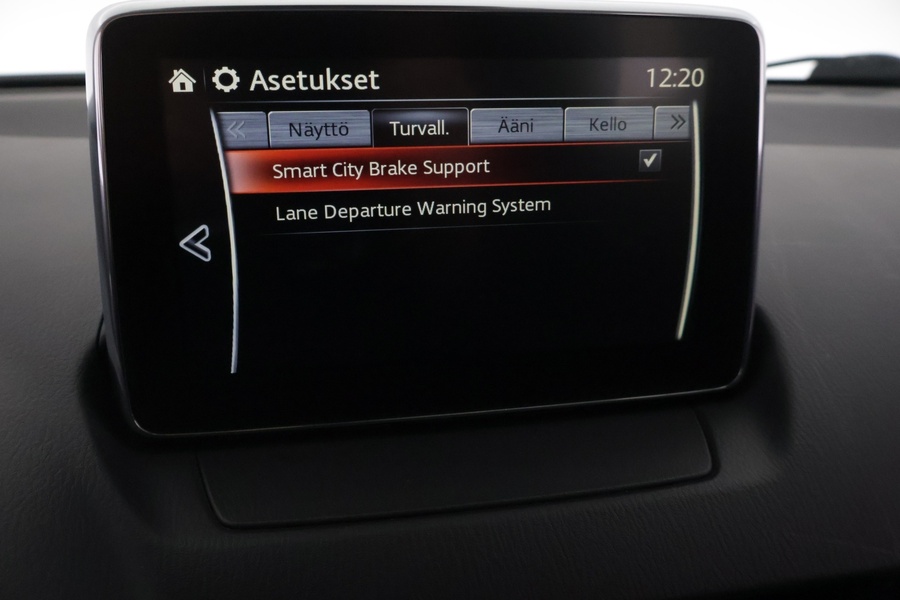 Asetukset 12:20
Näyttö Turvall. Ääni Kello
Smart City Brake Support
Lane Departure Warning System